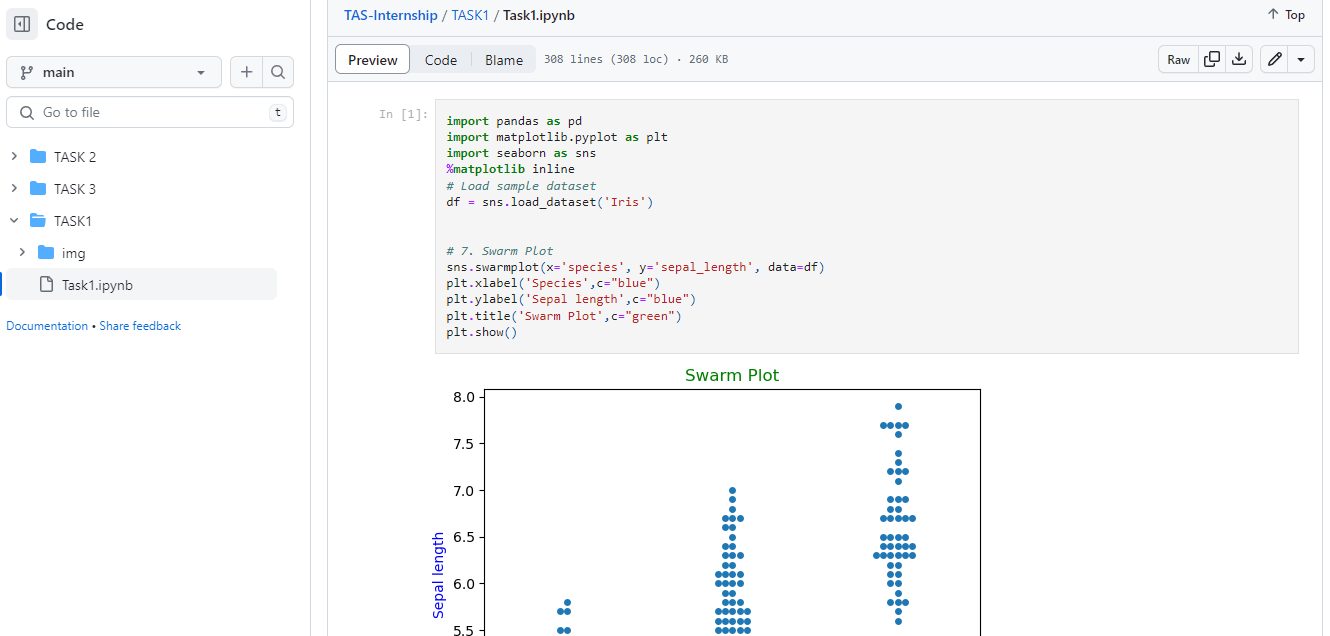 Code
main
Go to file
t
TASK 2
TASK 3
TASK1
img
Task1.ipynb
Documentation • Share feedback
TAS-Internship / TASK1 / Task1.ipynb
Top
Preview
Code
Blame
308 lines (308 loc) · 260 KB
Raw
In [1]:
import pandas as pd
import matplotlib.pyplot as plt
import seaborn as sns
%matplotlib inline
# Load sample dataset
df = sns.load_dataset('Iris')
# 7. Swarm Plot
sns.swarmplot(x='species', y='sepal_length', data=df)
plt.xlabel('Species',c="blue")
plt.ylabel('Sepal length',c="blue")
plt.title('Swarm Plot',c="green")
plt.show()
Swarm Plot
8.0
7.5
7.0
6.5
6.0
5.5
Sepal length